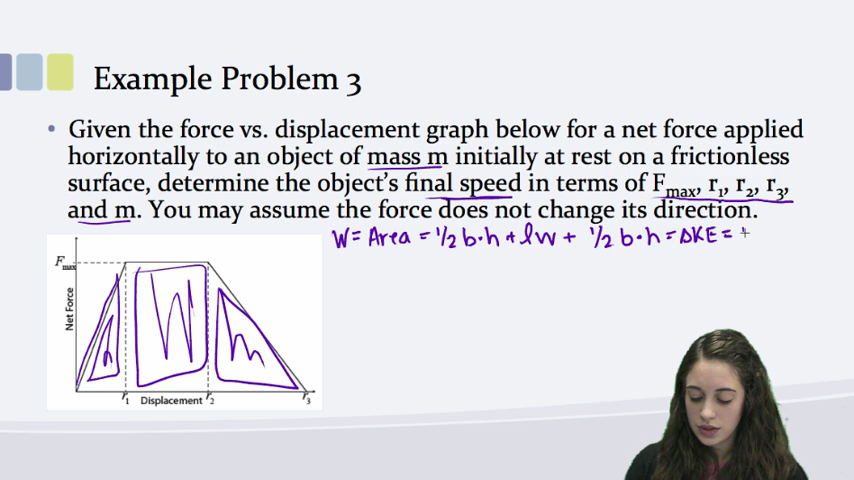 Example Problem 3
• Given the force vs. displacement graph below for a net force applied
horizontally to an object of mass m initially at rest on a frictionless
surface, determine the object's final speed in terms of Fmax, r₁, r₂, r₃,
and m. You may assume the force does not change its direction.
W = Area = ½ b·h + lw + ½ b·h = ΔKE =
Fmax
Net Force
r₁ Displacement r₂ r₃